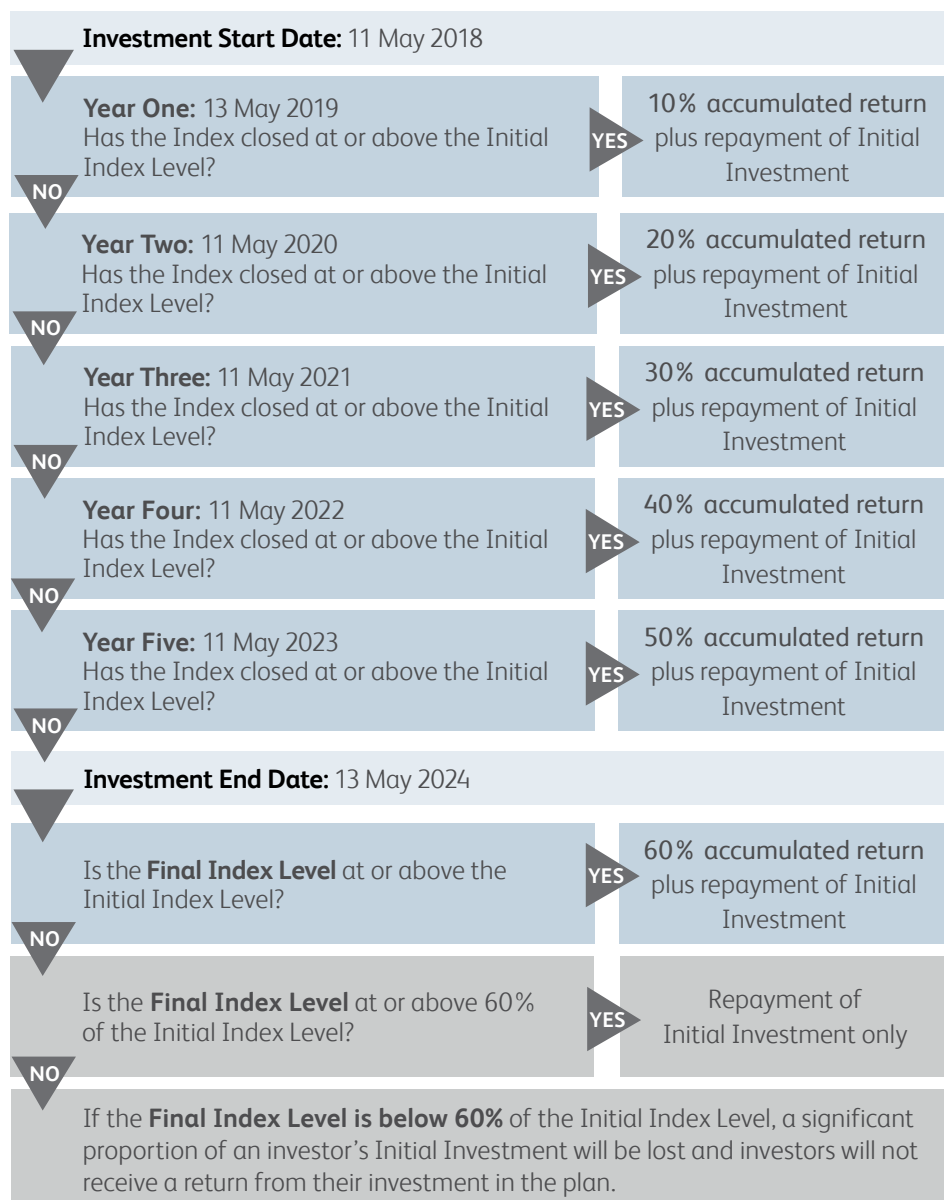 Investment Start Date: 11 May 2018
Year One: 13 May 2019
Has the Index closed at or above the Initial
Index Level?
YES
10% accumulated return
plus repayment of Initial
Investment
NO
Year Two: 11 May 2020
Has the Index closed at or above the Initial
Index Level?
YES
20% accumulated return
plus repayment of Initial
Investment
NO
Year Three: 11 May 2021
Has the Index closed at or above the Initial
Index Level?
YES
30% accumulated return
plus repayment of Initial
Investment
NO
Year Four: 11 May 2022
Has the Index closed at or above the Initial
Index Level?
YES
40% accumulated return
plus repayment of Initial
Investment
NO
Year Five: 11 May 2023
Has the Index closed at or above the Initial
Index Level?
YES
50% accumulated return
plus repayment of Initial
Investment
NO
Investment End Date: 13 May 2024
Is the Final Index Level at or above the
Initial Index Level?
YES
60% accumulated return
plus repayment of Initial
Investment
NO
Is the Final Index Level at or above 60%
of the Initial Index Level?
YES
Repayment of
Initial Investment only
NO
If the Final Index Level is below 60% of the Initial Index Level, a significant
proportion of an investor’s Initial Investment will be lost and investors will not
receive a return from their investment in the plan.